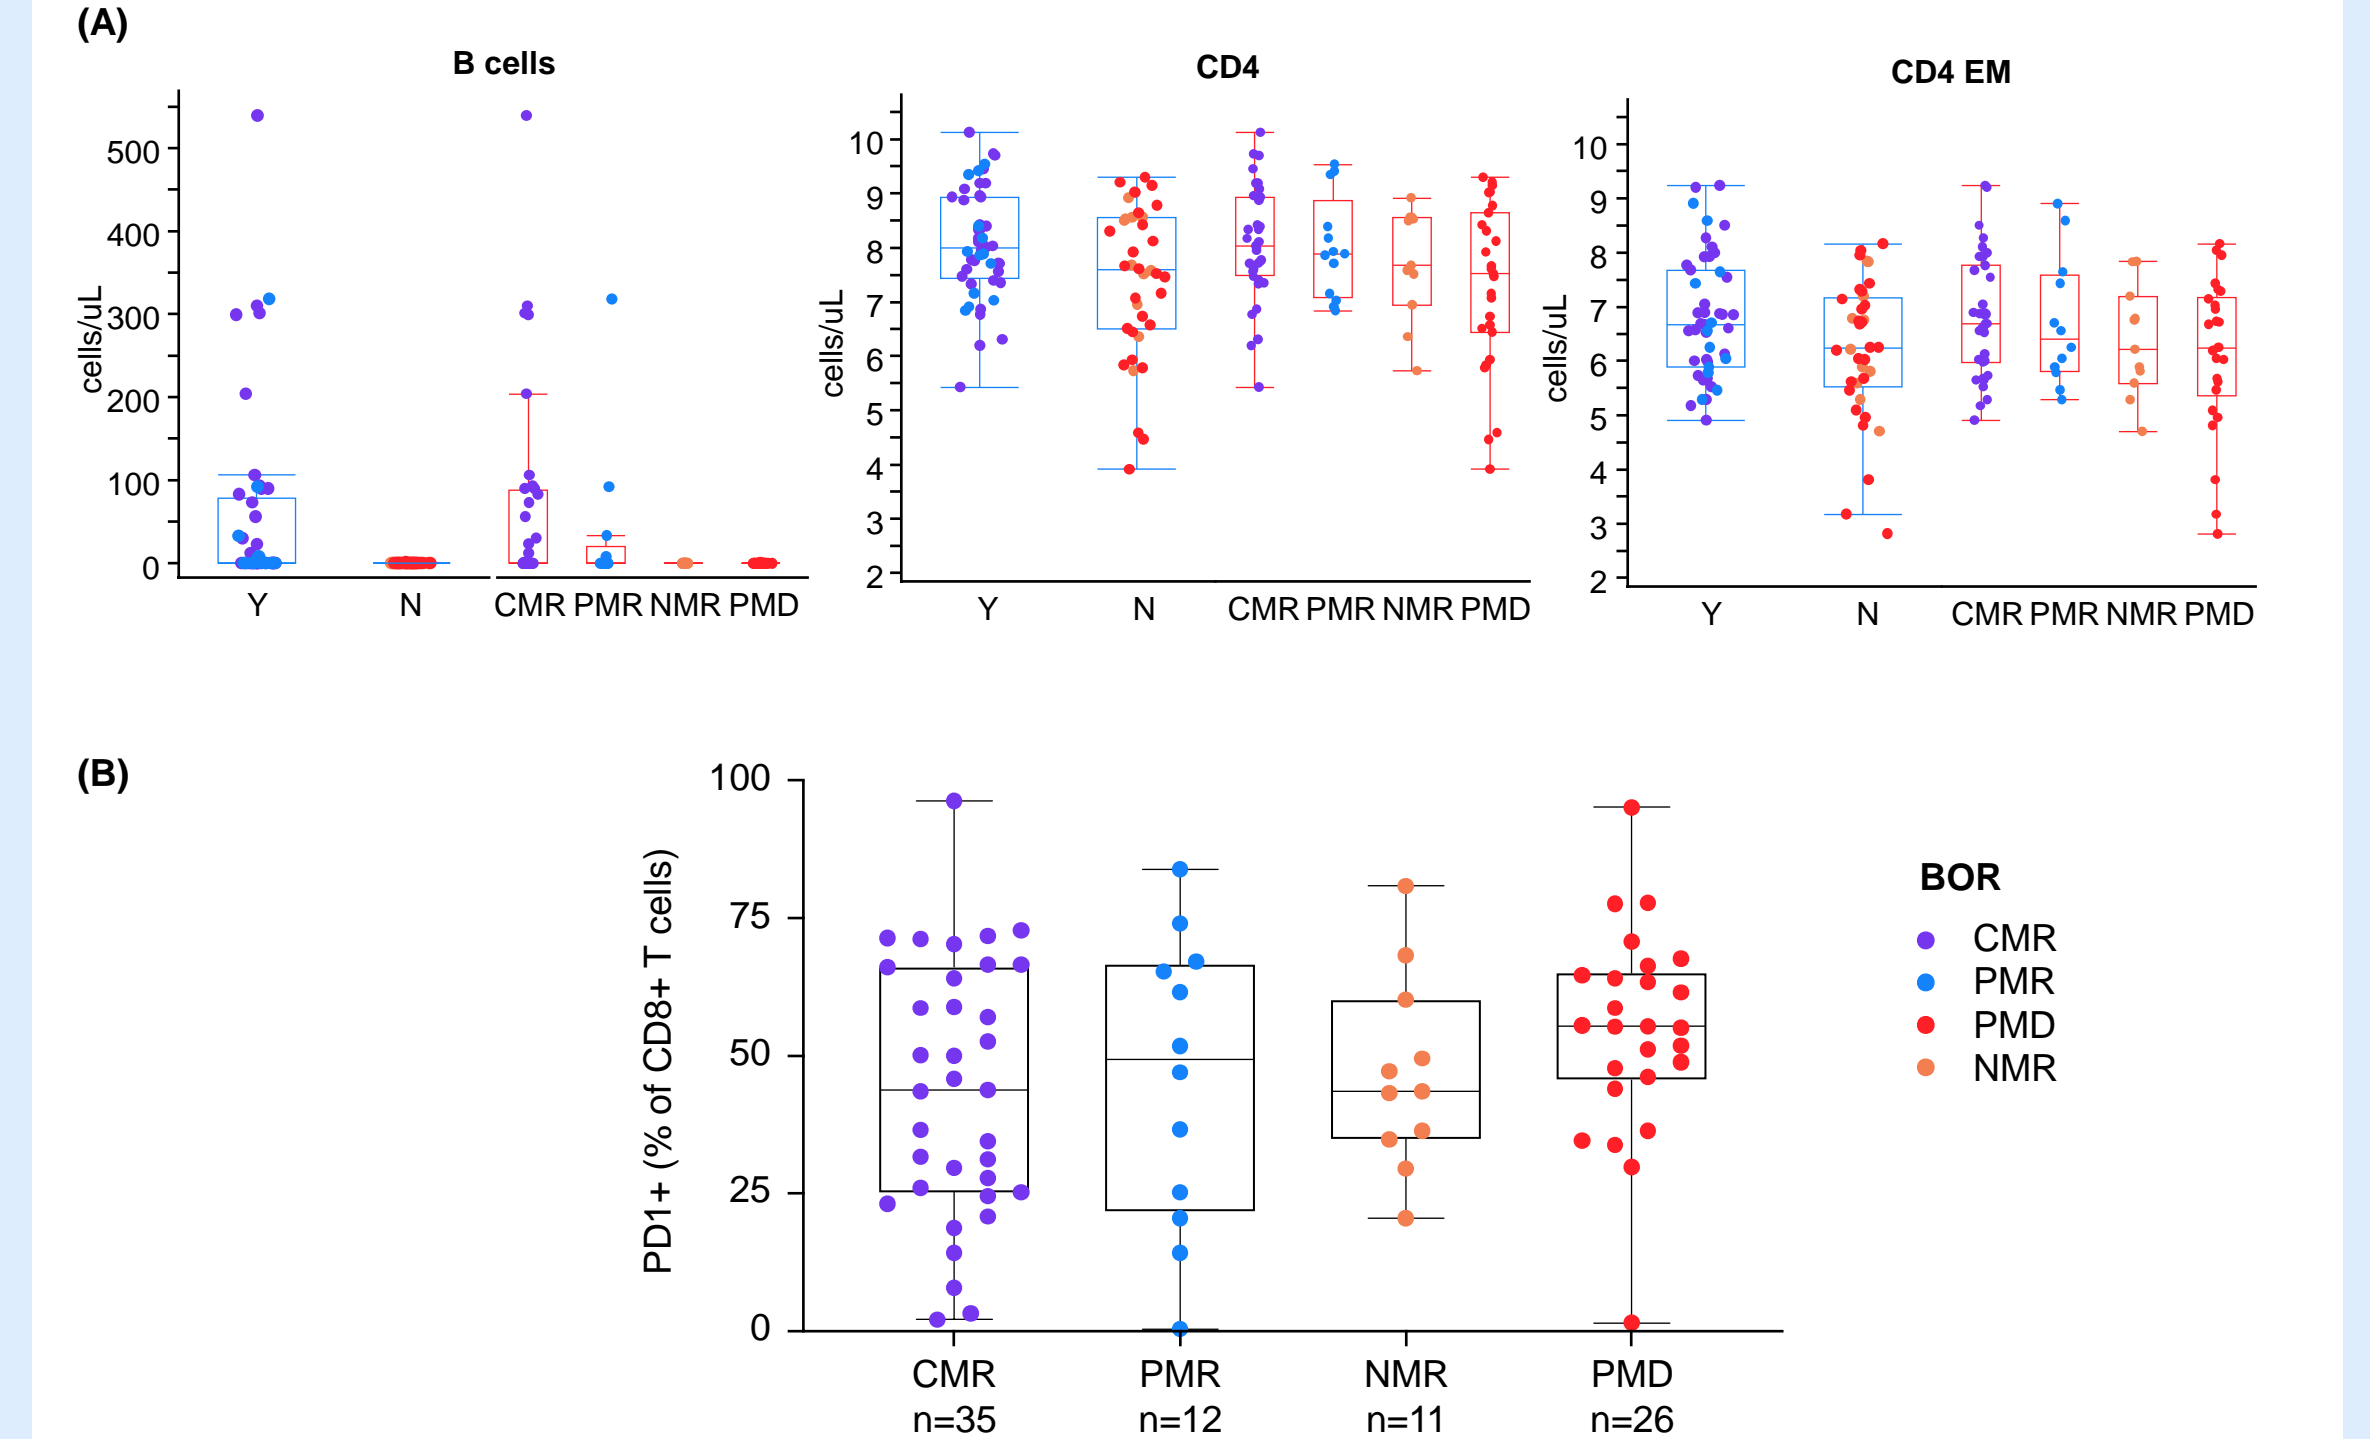 (A)
B cells
cells/uL
500
400
300
200
100
0
Y N CMR PMR NMR PMD
CD4
cells/uL
10
9
8
7
6
5
4
3
2
Y N CMR PMR NMR PMD
CD4 EM
cells/uL
10
9
8
7
6
5
4
3
2
Y N CMR PMR NMR PMD
(B)
PD1+ (% of CD8+ T cells)
100
75
50
25
0
CMR PMR NMR PMD
n=35 n=12 n=11 n=26
BOR
CMR
PMR
PMD
NMR